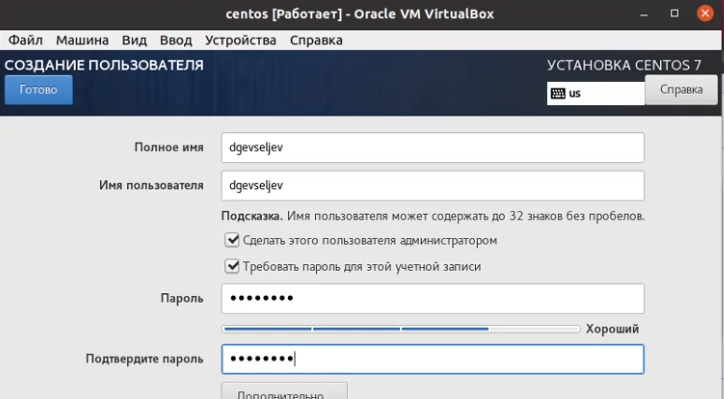 centos [Работает] - Oracle VM VirtualBox
Файл Машина Вид Ввод Устройства Справка
СОЗДАНИЕ ПОЛЬЗОВАТЕЛЯ
УСТАНОВКА CENTOS 7
Готово
us
Справка
Полное имя
dgevseljev
Имя пользователя
dgevseljev
Подсказка. Имя пользователя может содержать до 32 знаков без пробелов.
Сделать этого пользователя администратором
Требовать пароль для этой учетной записи
Пароль
••••••••
Хороший
Подтвердите пароль
••••••••
Дополнительно...